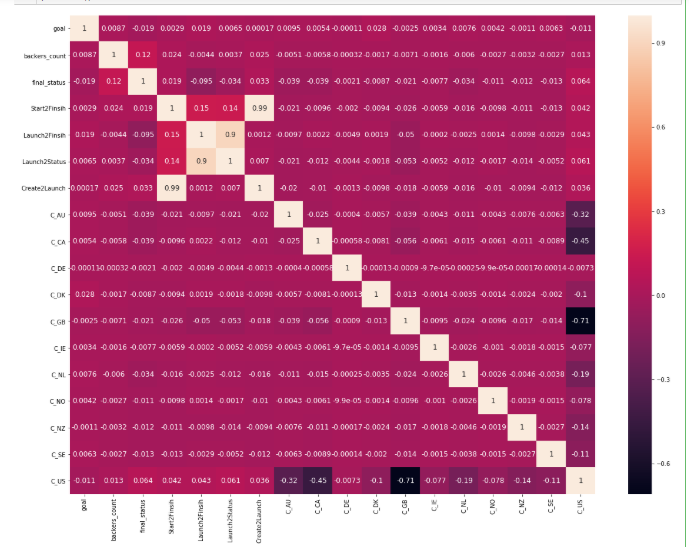 goal 1 0.0087 -0.019 0.0029 0.019 0.0065 0.00017 0.0095 0.0054 -0.00011 0.028 -0.0025 0.0034 0.0076 0.0042 -0.0011 0.0063 -0.011
backers_count 0.0087 1 0.12 0.024 -0.0044 0.0037 0.025 -0.0051 -0.0058 -0.00032 -0.0017 -0.0071 -0.0016 -0.006 -0.0027 -0.0032 -0.0027 0.013
final_status -0.019 0.12 1 0.019 -0.095 -0.034 0.033 -0.039 -0.039 -0.0021 -0.0087 -0.021 -0.0077 -0.034 -0.011 -0.012 -0.013 0.064
Start2Finsih 0.0029 0.024 0.019 1 0.15 0.14 0.99 -0.021 -0.0096 -0.002 -0.0094 -0.026 -0.0059 -0.016 -0.0098 -0.011 -0.013 0.042
Launch2Finsih 0.019 -0.0044 -0.095 0.15 1 0.9 0.0012 -0.0097 0.0022 -0.0049 0.0019 -0.05 -0.0002 -0.0025 0.0014 -0.0098 -0.0029 0.043
Launch2Status 0.0065 0.0037 -0.034 0.14 0.9 1 0.007 -0.021 -0.012 -0.0044 -0.0018 -0.053 -0.0052 -0.012 -0.0017 -0.014 -0.0052 0.061
Create2Launch 0.00017 0.025 0.033 0.99 0.0012 0.007 1 -0.02 -0.01 -0.0013 -0.0098 -0.018 -0.0059 -0.016 -0.01 -0.0094 -0.012 0.036
C_AU 0.0095 -0.0051 -0.039 -0.021 -0.0097 -0.021 -0.02 1 -0.025 -0.0004 -0.0057 -0.039 -0.0043 -0.011 -0.0043 -0.0076 -0.0063 -0.32
C_CA 0.0054 -0.0058 -0.039 -0.0096 0.0022 -0.012 -0.01 -0.025 1 -0.00058 -0.0081 -0.056 -0.0061 -0.015 -0.0061 -0.011 -0.0089 -0.45
C_DE -0.00011 -0.00032 -0.0021 -0.002 -0.0049 -0.0044 -0.0013 -0.0004 -0.00058 1 -0.00013 -0.0009 -9.7e-05 -0.00025 -9.9e-05 -0.00017 -0.00014 -0.0073
C_DK 0.028 -0.0017 -0.0087 -0.0094 0.0019 -0.0018 -0.0098 -0.0057 -0.0081 -0.00013 1 -0.013 -0.0014 -0.0035 -0.0014 -0.0024 -0.002 -0.1
C_GB -0.0025 -0.0071 -0.021 -0.026 -0.05 -0.053 -0.018 -0.039 -0.056 -0.0009 -0.013 1 -0.0095 -0.024 -0.0096 -0.017 -0.014 -0.71
C_IE 0.0034 -0.0016 -0.0077 -0.0059 -0.0002 -0.0052 -0.0059 -0.0043 -0.0061 -9.7e-05 -0.0014 -0.0095 1 -0.0026 -0.001 -0.0018 -0.0015 -0.077
C_NL 0.0076 -0.006 -0.034 -0.016 -0.0025 -0.012 -0.016 -0.011 -0.015 -0.00025 -0.0035 -0.024 -0.0026 1 -0.0026 -0.0046 -0.0038 -0.19
C_NO 0.0042 -0.0027 -0.011 -0.0098 0.0014 -0.0017 -0.01 -0.0043 -0.0061 -9.9e-05 -0.0014 -0.0096 -0.001 -0.0026 1 -0.0019 -0.0015 -0.078
C_NZ -0.0011 -0.0032 -0.012 -0.011 -0.0098 -0.014 -0.0094 -0.0076 -0.011 -0.00017 -0.0024 -0.017 -0.0018 -0.0046 -0.0019 1 -0.0027 -0.14
C_SE 0.0063 -0.0027 -0.013 -0.013 -0.0029 -0.0052 -0.012 -0.0063 -0.0089 -0.00014 -0.002 -0.014 -0.0015 -0.0038 -0.0015 -0.0027 1 -0.11
C_US -0.011 0.013 0.064 0.042 0.043 0.061 0.036 -0.32 -0.45 -0.0073 -0.1 -0.71 -0.077 -0.19 -0.078 -0.14 -0.11 1
goal backers_count final_status Start2Finsih Launch2Finsih Launch2Status Create2Launch C_AU C_CA C_DE C_DK C_GB C_IE C_NL C_NO C_NZ C_SE C_US
0.9
0.6
0.3
0.0
-0.3
-0.6